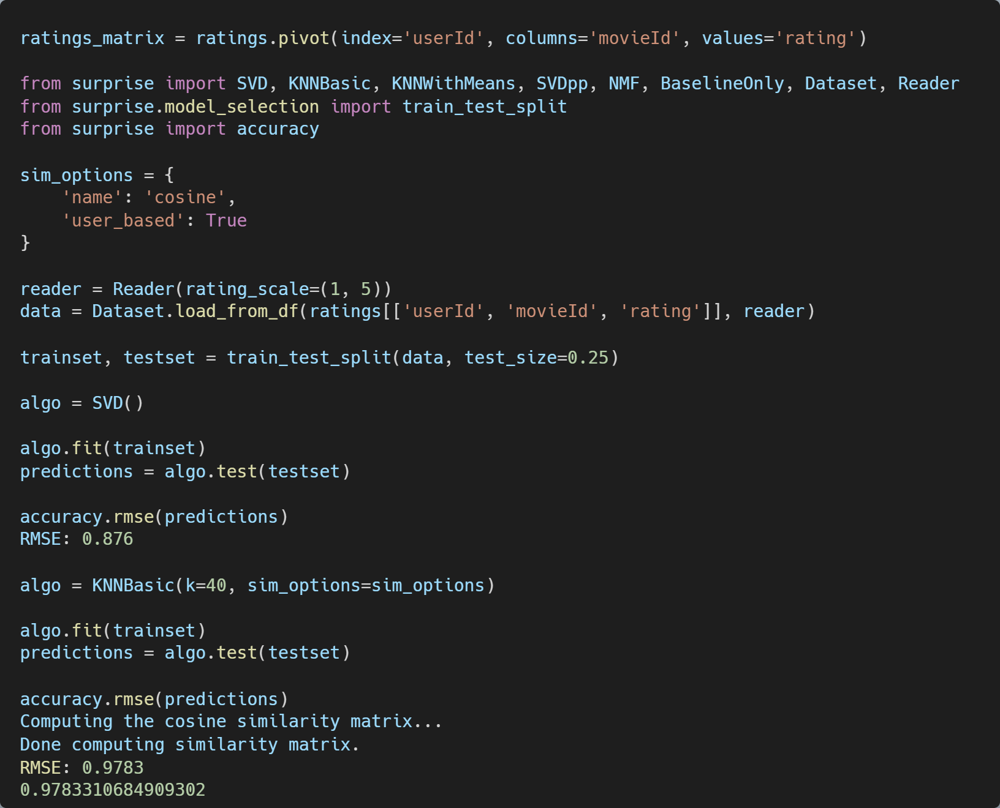 ratings_matrix = ratings.pivot(index='userId', columns='movieId', values='rating')
from surprise import SVD, KNNBasic, KNNWithMeans, SVDpp, NMF, BaselineOnly, Dataset, Reader
from surprise.model_selection import train_test_split
from surprise import accuracy
sim_options = {
    'name': 'cosine',
    'user_based': True
}
reader = Reader(rating_scale=(1, 5))
data = Dataset.load_from_df(ratings[['userId', 'movieId', 'rating']], reader)
trainset, testset = train_test_split(data, test_size=0.25)
algo = SVD()
algo.fit(trainset)
predictions = algo.test(testset)
accuracy.rmse(predictions)
RMSE: 0.876
algo = KNNBasic(k=40, sim_options=sim_options)
algo.fit(trainset)
predictions = algo.test(testset)
accuracy.rmse(predictions)
Computing the cosine similarity matrix...
Done computing similarity matrix.
RMSE: 0.9783
0.9783310684909302